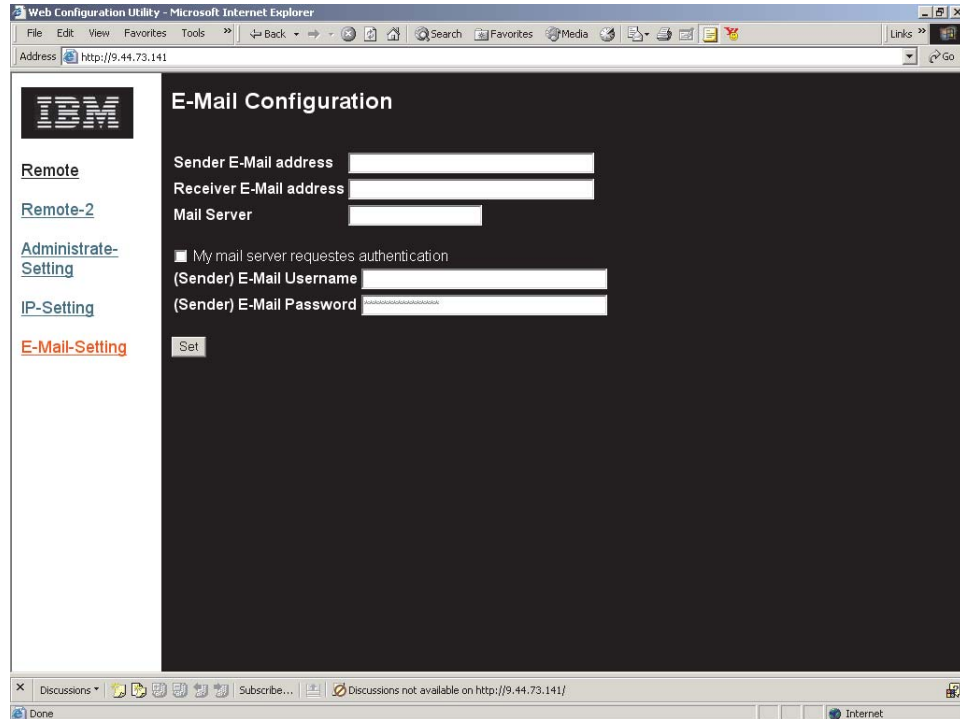 Web Configuration Utility - Microsoft Internet Explorer
File Edit View Favorites Tools » Back Search Favorites Media Links »
Address http://9.44.73.141 Go
IBM
E-Mail Configuration
Remote
Remote-2
Administrate-
Setting
IP-Setting
E-Mail-Setting
Sender E-Mail address
Receiver E-Mail address
Mail Server
My mail server requestes authentication
(Sender) E-Mail Username
(Sender) E-Mail Password ****************
Set
Discussions Subscribe... Discussions not available on http://9.44.73.141/
Done Internet